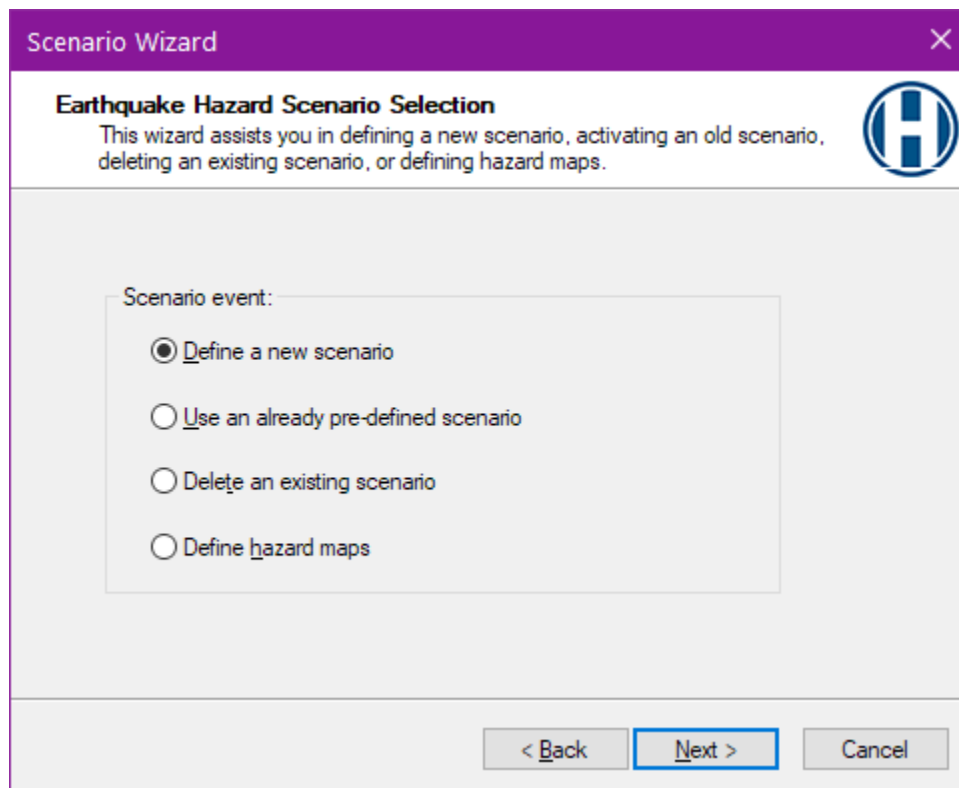 Scenario Wizard
Earthquake Hazard Scenario Selection
This wizard assists you in defining a new scenario, activating an old scenario,
deleting an existing scenario, or defining hazard maps.
Scenario event:
Define a new scenario
Use an already pre-defined scenario
Delete an existing scenario
Define hazard maps
< Back
Next >
Cancel